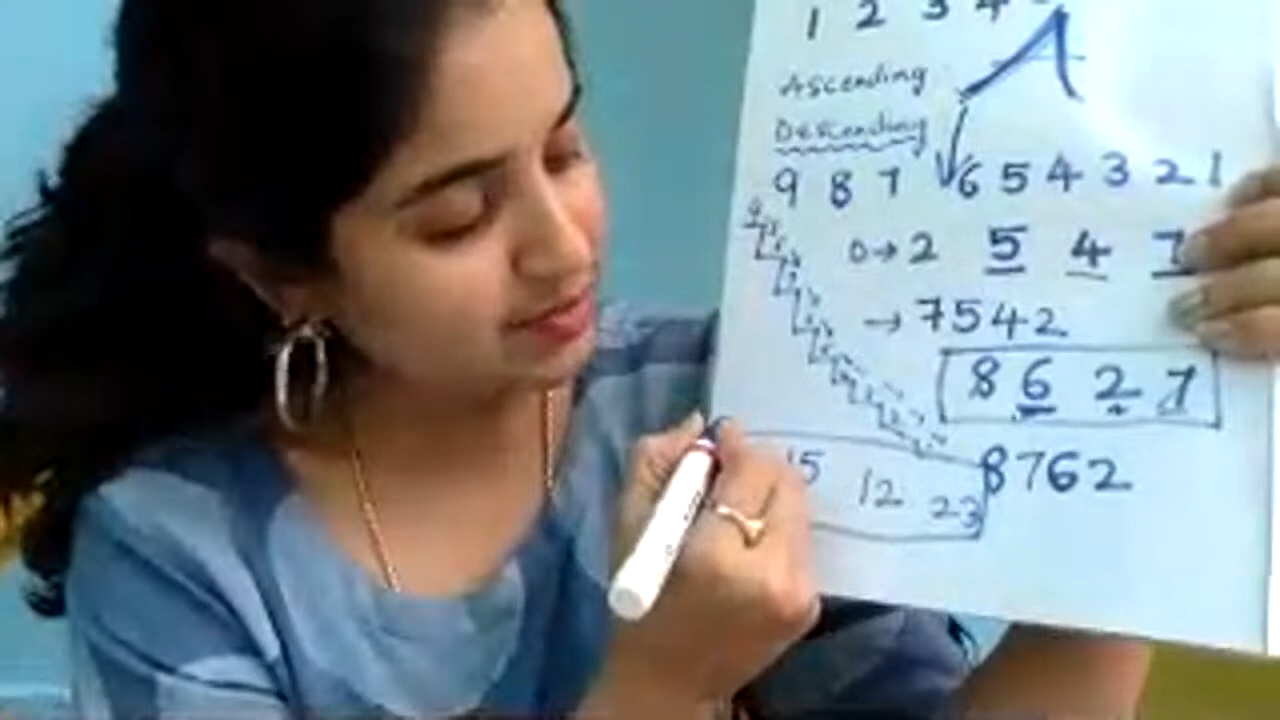 1 2 3 4
Ascending
Descending
9 8 7 6 5 4 3 2 1
0→ 2 5 4 7
→ 7542
8 6 2 7
8762
15 12 23